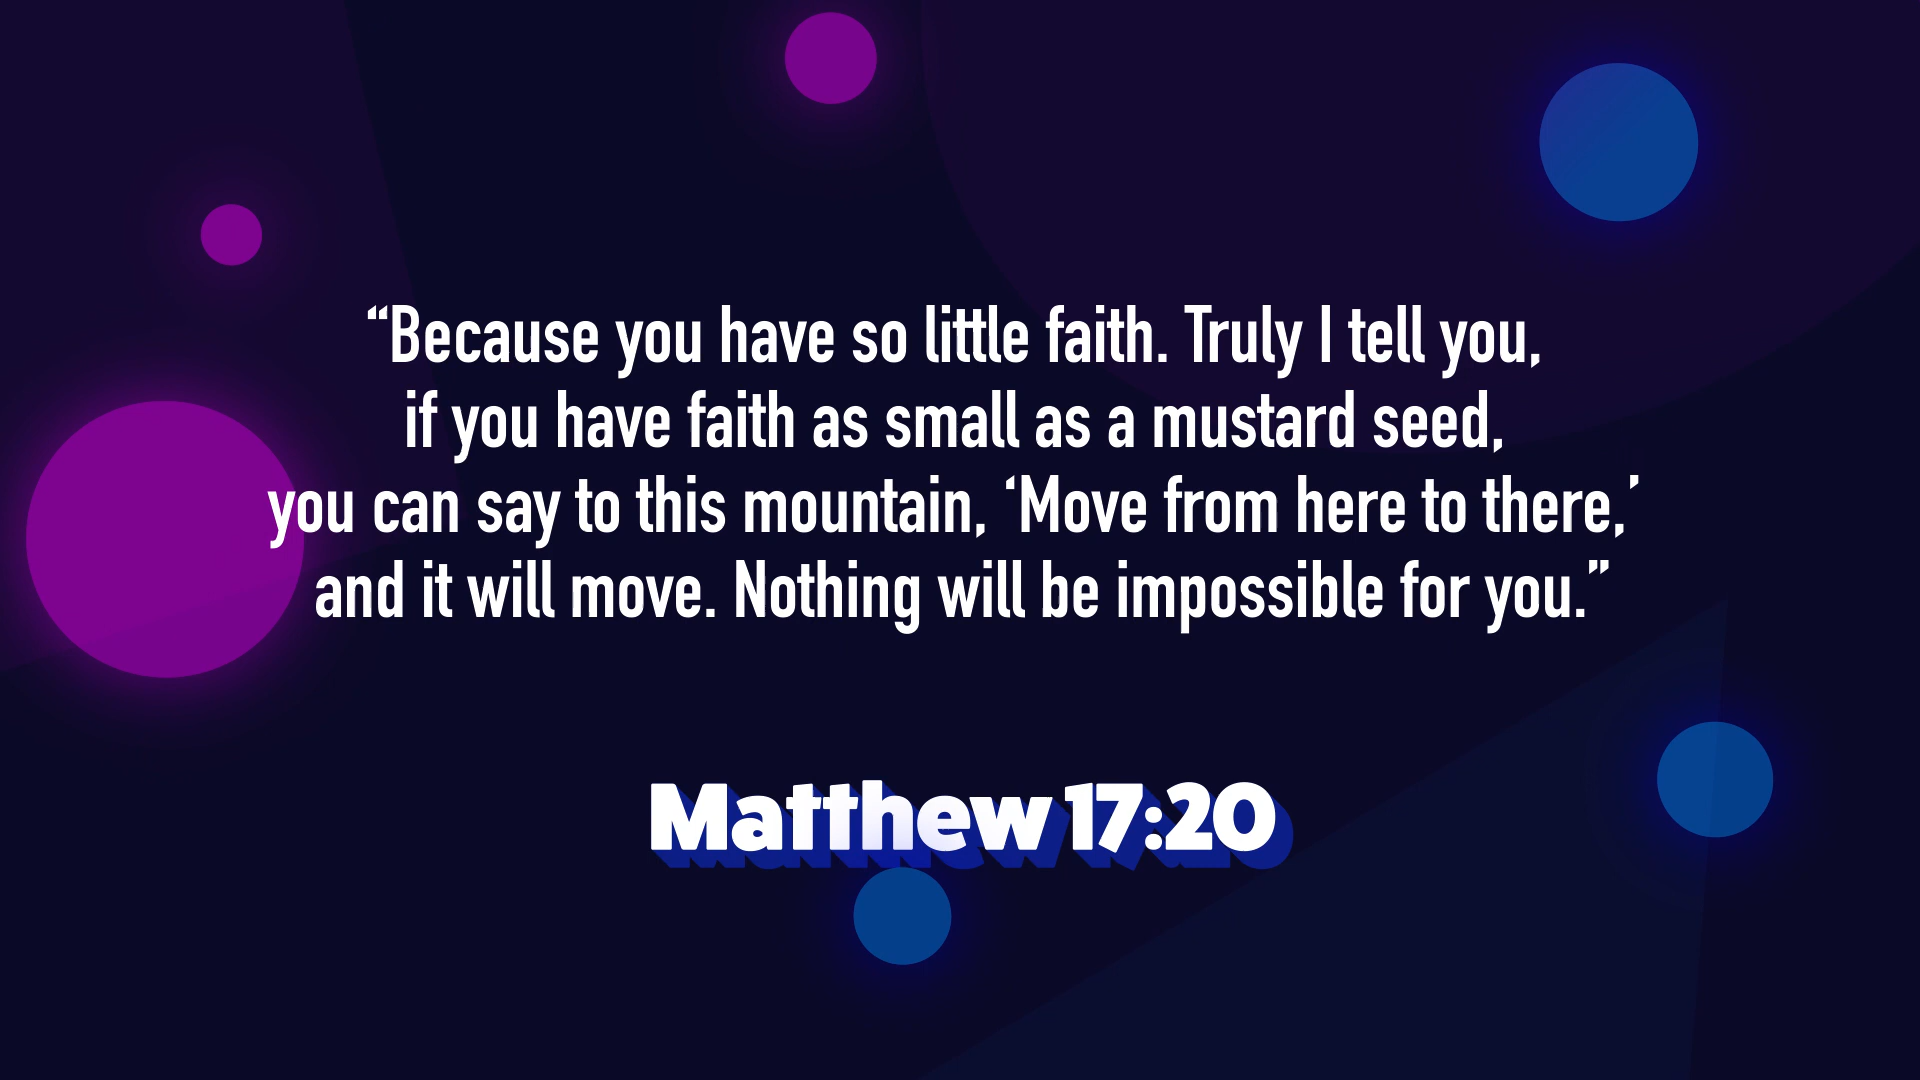 “Because you have so little faith. Truly I tell you,
if you have faith as small as a mustard seed,
you can say to this mountain, ‘Move from here to there,’
and it will move. Nothing will be impossible for you.”
Matthew 17:20